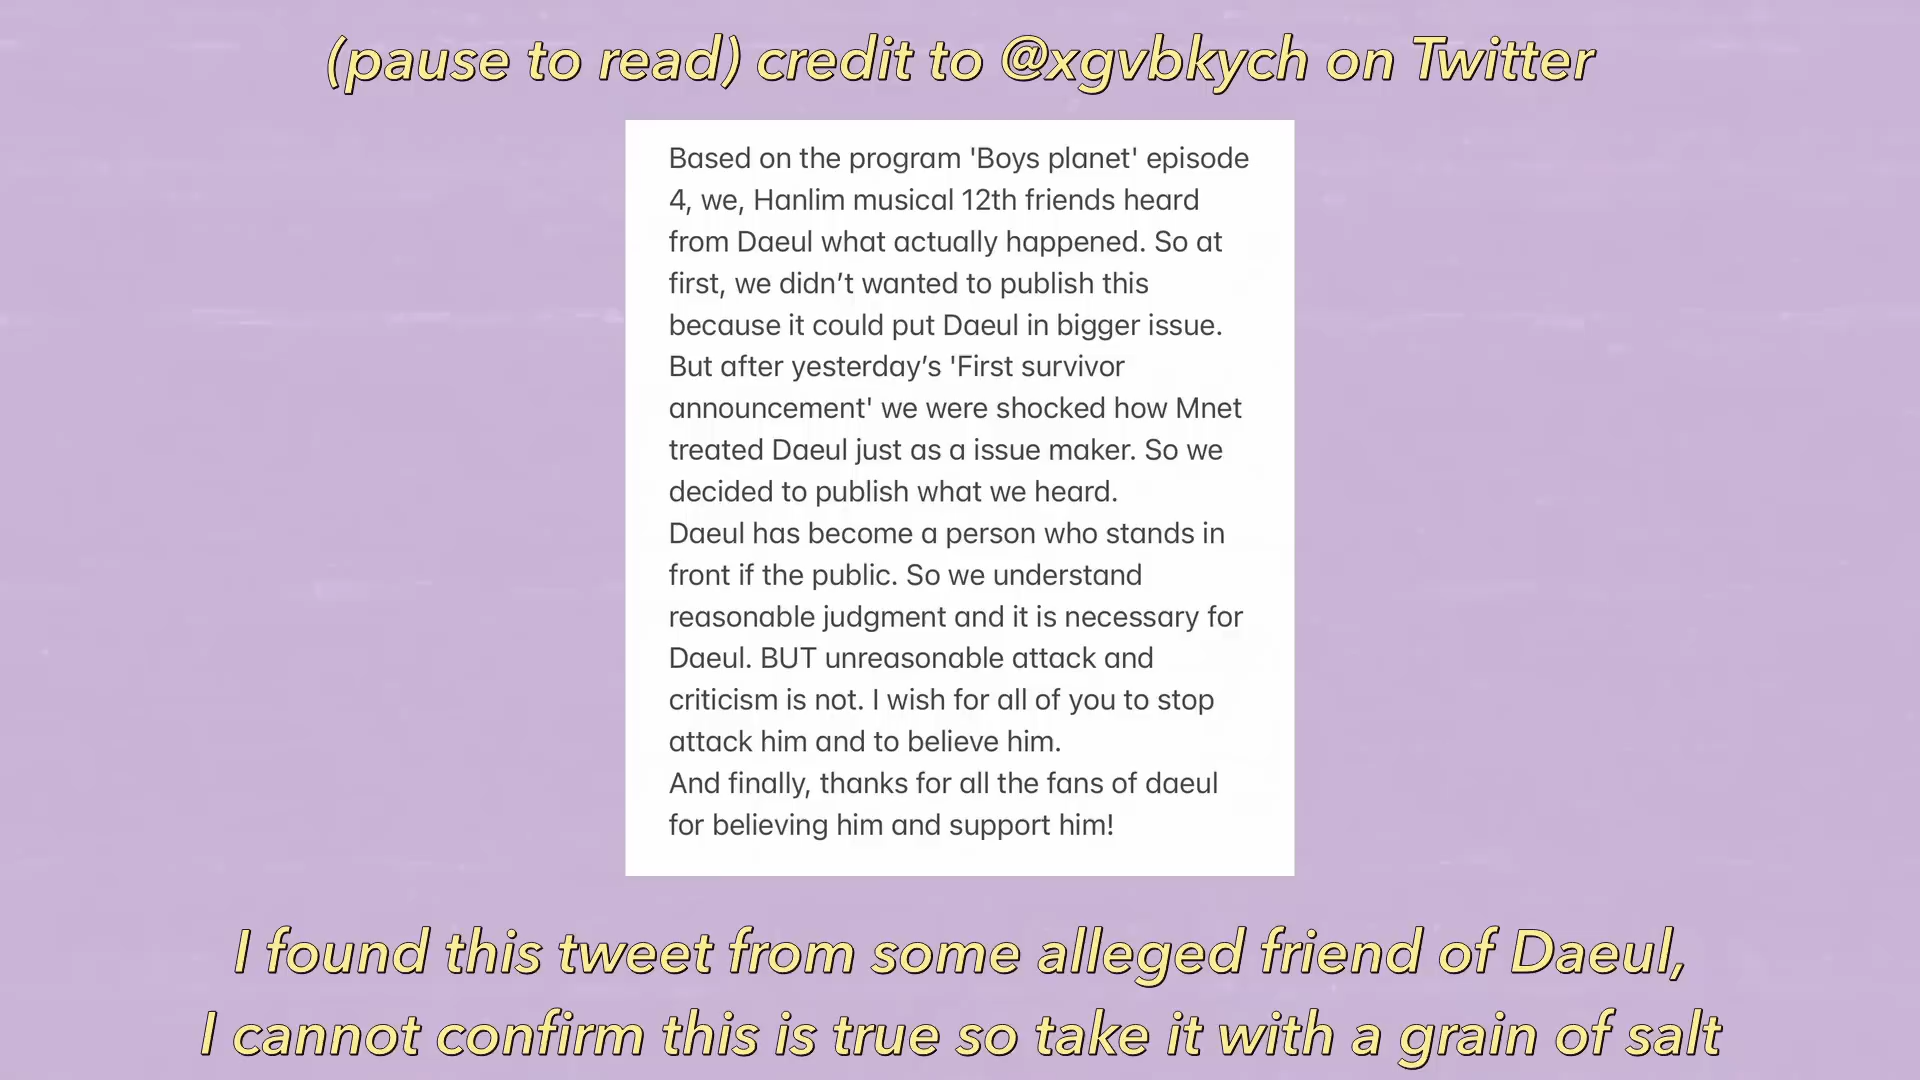 (pause to read) credit to @xgvbkych on Twitter
Based on the program 'Boys planet' episode
4, we, Hanlim musical 12th friends heard
from Daeul what actually happened. So at
first, we didn’t wanted to publish this
because it could put Daeul in bigger issue.
But after yesterday’s 'First survivor
announcement' we were shocked how Mnet
treated Daeul just as a issue maker. So we
decided to publish what we heard.
Daeul has become a person who stands in
front if the public. So we understand
reasonable judgment and it is necessary for
Daeul. BUT unreasonable attack and
criticism is not. I wish for all of you to stop
attack him and to believe him.
And finally, thanks for all the fans of daeul
for believing him and support him!
I found this tweet from some alleged friend of Daeul,
I cannot confirm this is true so take it with a grain of salt